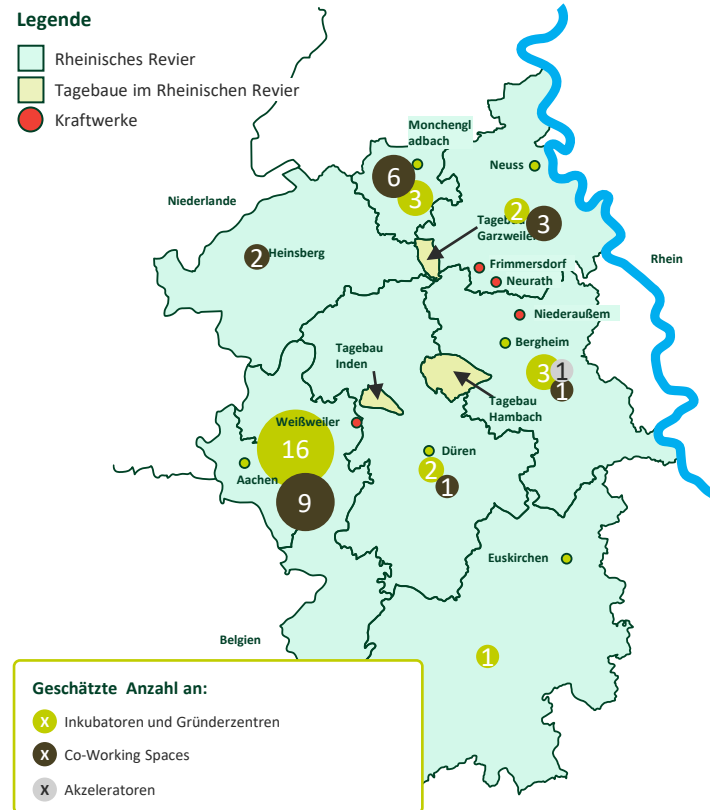 Legende
Rheinisches Revier
Tagebaue im Rheinischen Revier
Kraftwerke
Monchengl
adbach
Neuss
6
3
Niederlande
2
3
Tagebau
Garzweiler
2
Heinsberg
Rhein
Frimmersdorf
Neurath
Niederaußem
Bergheim
Tagebau
Inden
3
1
1
Tagebau
Hambach
Weißweiler
16
Düren
Aachen
2
1
9
Euskirchen
Belgien
1
Geschätzte Anzahl an:
X Inkubatoren und Gründerzentren
X Co-Working Spaces
X Akzeleratoren